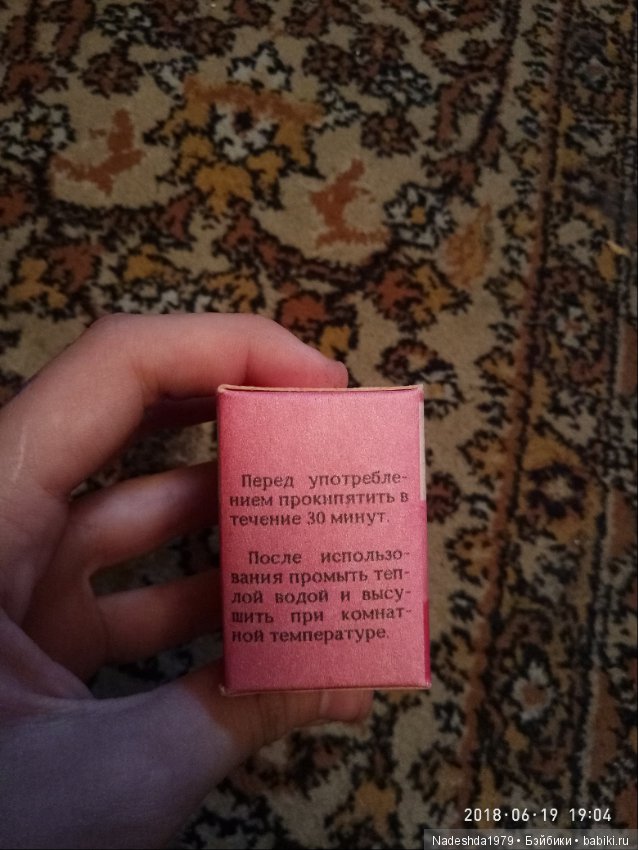 Перед употребле-
нием прокипятить в
течение 30 минут.
После использо-
вания промыть теп-
лой водой и высу-
шить при комнат-
ной температуре.
2018·06·19 19:04
Nadeshda1979 • Бэйбики • babiki.ru